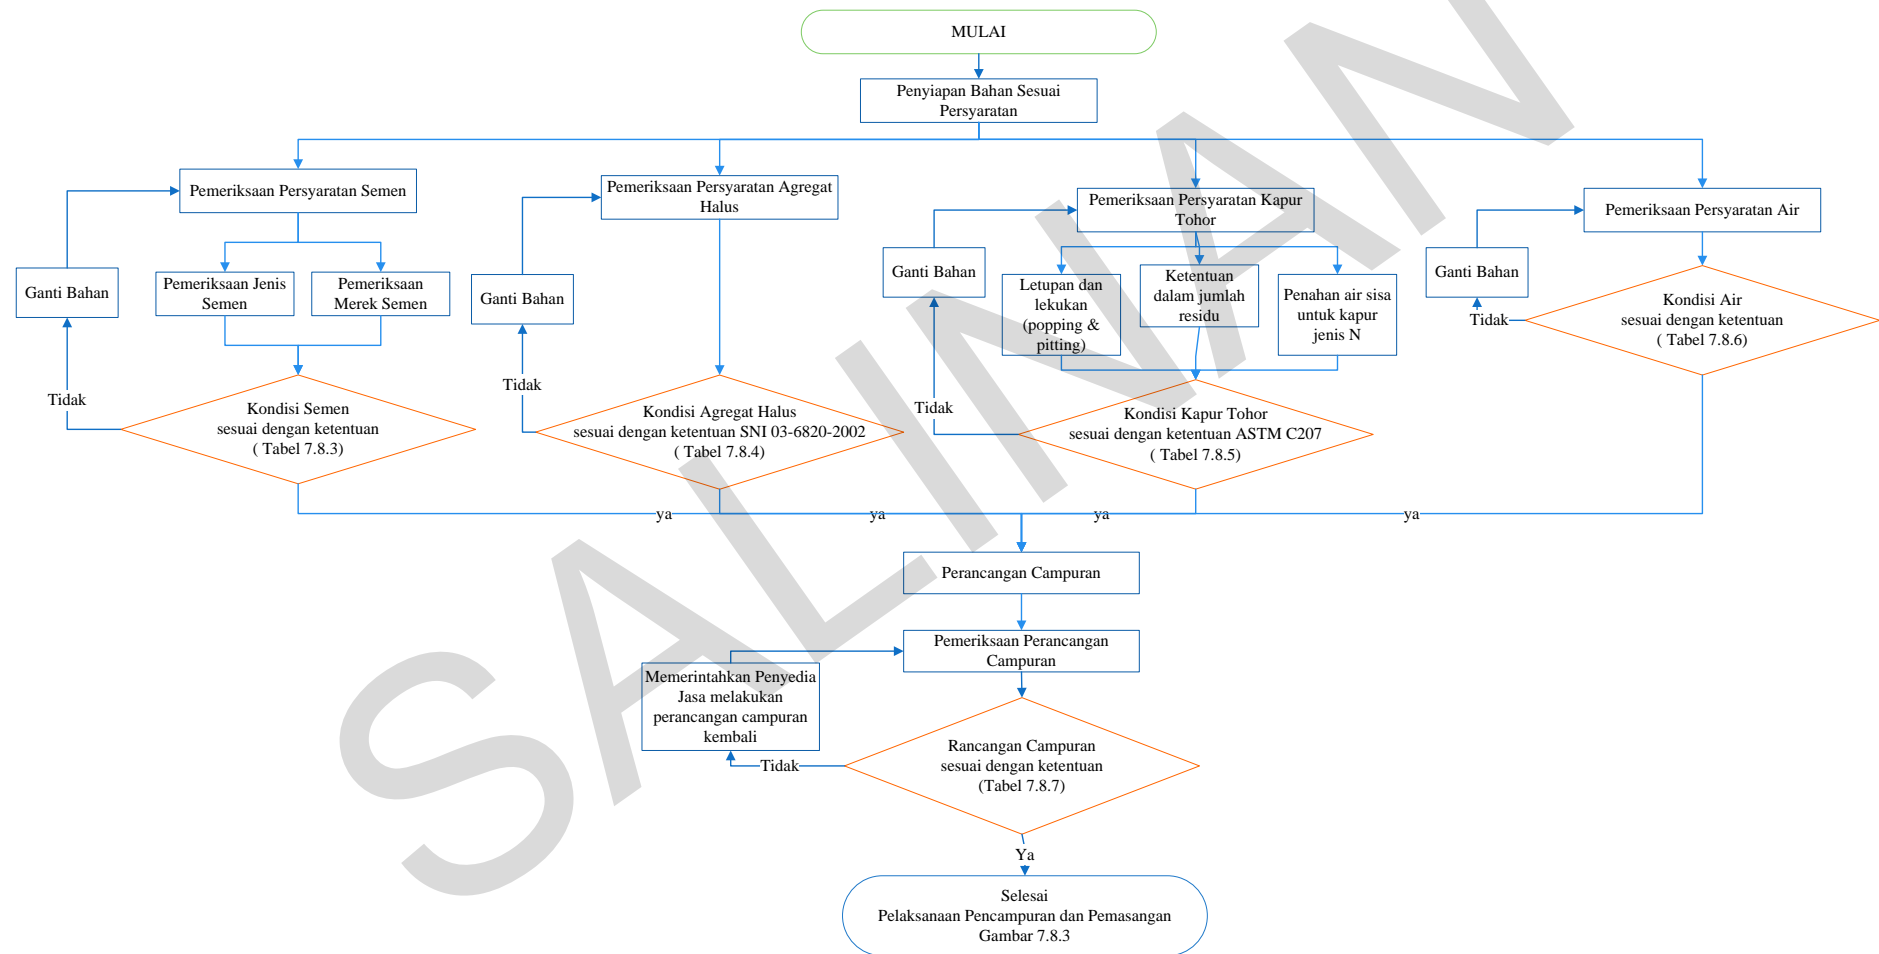 MULAI
Penyiapan Bahan Sesuai
Persyaratan
Pemeriksaan Persyaratan Semen
Pemeriksaan Persyaratan Agregat
Halus
Pemeriksaan Persyaratan Kapur
Tohor
Pemeriksaan Persyaratan Air
Ganti Bahan
Pemeriksaan Jenis
Semen
Pemeriksaan
Merek Semen
Ganti Bahan
Ganti Bahan
Letupan dan
lekukan
(popping &
pitting)
Ketentuan
dalam jumlah
residu
Penahan air sisa
untuk kapur
jenis N
Ganti Bahan
Kondisi Air
sesuai dengan ketentuan
( Tabel 7.8.6)
Tidak
Tidak
Kondisi Semen
sesuai dengan ketentuan
( Tabel 7.8.3)
Tidak
Kondisi Agregat Halus
sesuai dengan ketentuan SNI 03-6820-2002
( Tabel 7.8.4)
Tidak
Kondisi Kapur Tohor
sesuai dengan ketentuan ASTM C207
( Tabel 7.8.5)
ya
ya
ya
ya
Perancangan Campuran
Pemeriksaan Perancangan
Campuran
Memerintahkan Penyedia
Jasa melakukan
perancangan campuran
kembali
Tidak
Rancangan Campuran
sesuai dengan ketentuan
(Tabel 7.8.7)
Ya
Selesai
Pelaksanaan Pencampuran dan Pemasangan
Gambar 7.8.3
SALINAN